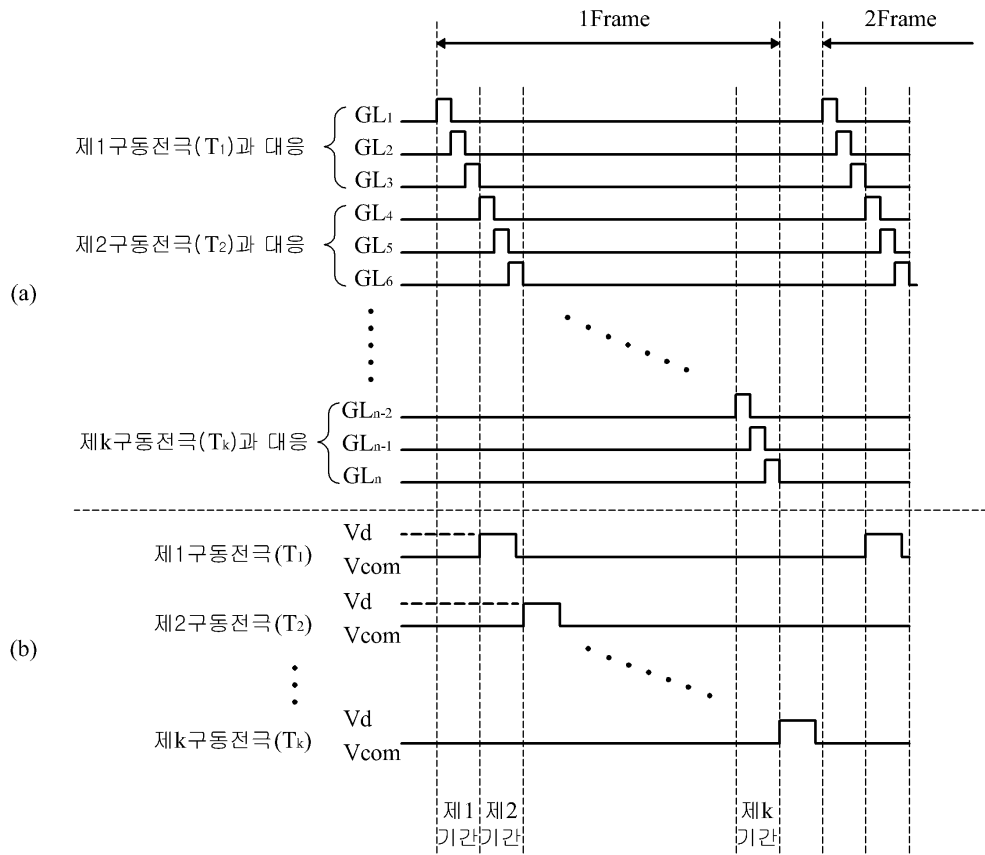 1Frame
2Frame
(a)
제1구동전극(T1)과 대응
GL1
GL2
GL3
제2구동전극(T2)과 대응
GL4
GL5
GL6
제k구동전극(Tk)과 대응
GLn-2
GLn-1
GLn
(b)
제1구동전극(T1)
Vd
Vcom
제2구동전극(T2)
Vd
Vcom
제k구동전극(Tk)
Vd
Vcom
제1
기간
제2
기간
제k
기간